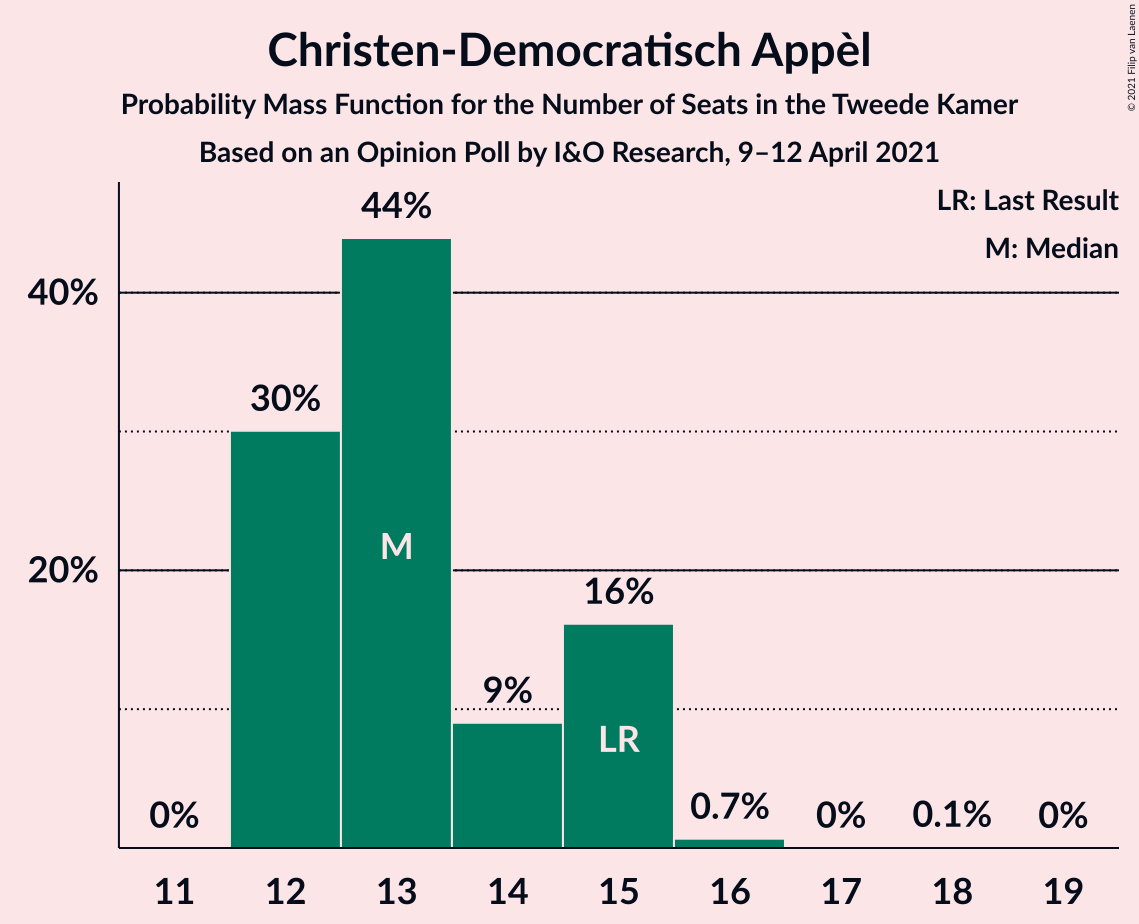 Christen-Democratisch Appèl
Probability Mass Function for the Number of Seats in the Tweede Kamer
Based on an Opinion Poll by I&O Research, 9–12 April 2021
© 2021 Filip van Laenen
LR: Last Result
M: Median
40%
20%
0%
30%
44%
9%
16%
0.7%
0%
0.1%
0%
M
LR
11 12 13 14 15 16 17 18 19